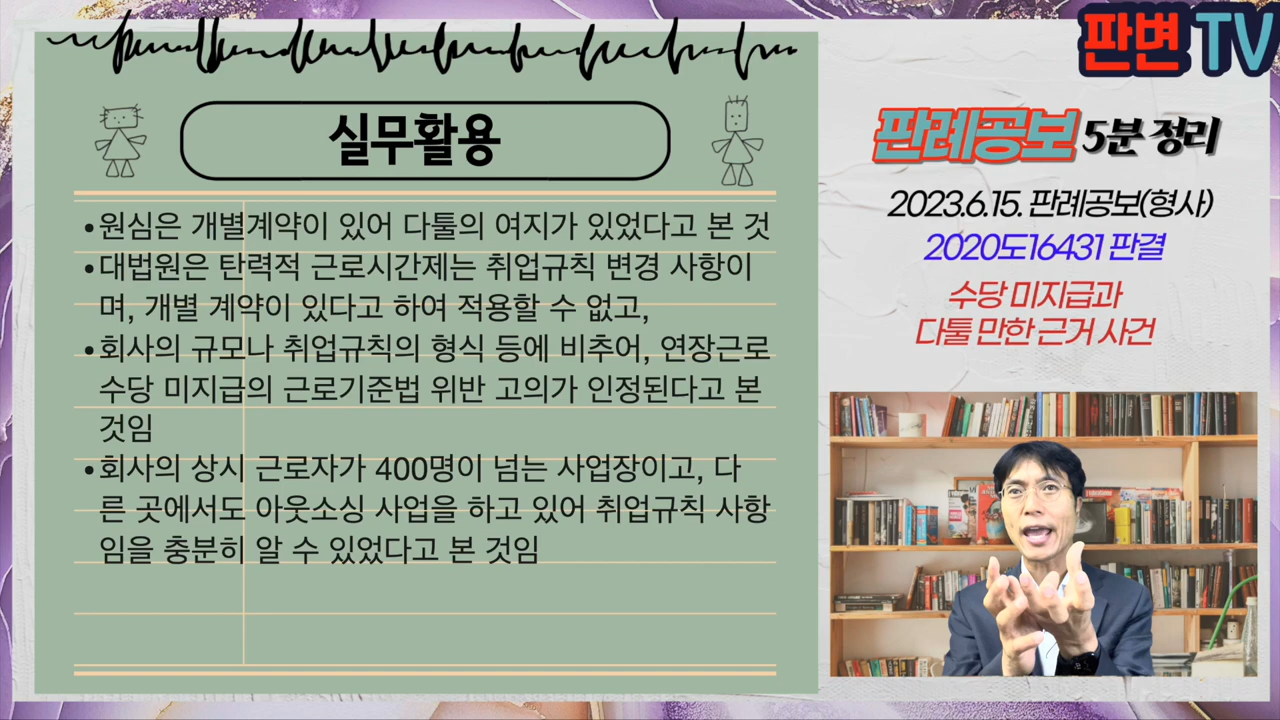 판변 TV
실무활용
•원심은 개별계약이 있어 다툴의 여지가 있었다고 본 것
•대법원은 탄력적 근로시간제는 취업규칙 변경 사항이
며, 개별 계약이 있다고 하여 적용할 수 없고,
•회사의 규모나 취업규칙의 형식 등에 비추어, 연장근로
수당 미지급의 근로기준법 위반 고의가 인정된다고 본
것임
•회사의 상시 근로자가 400명이 넘는 사업장이고, 다
른 곳에서도 아웃소싱 사업을 하고 있어 취업규칙 사항
임을 충분히 알 수 있었다고 본 것임
판례공보 5분 정리
2023.6.15. 판례공보(형사)
2020도16431 판결
수당 미지급과
다툴 만한 근거 사건